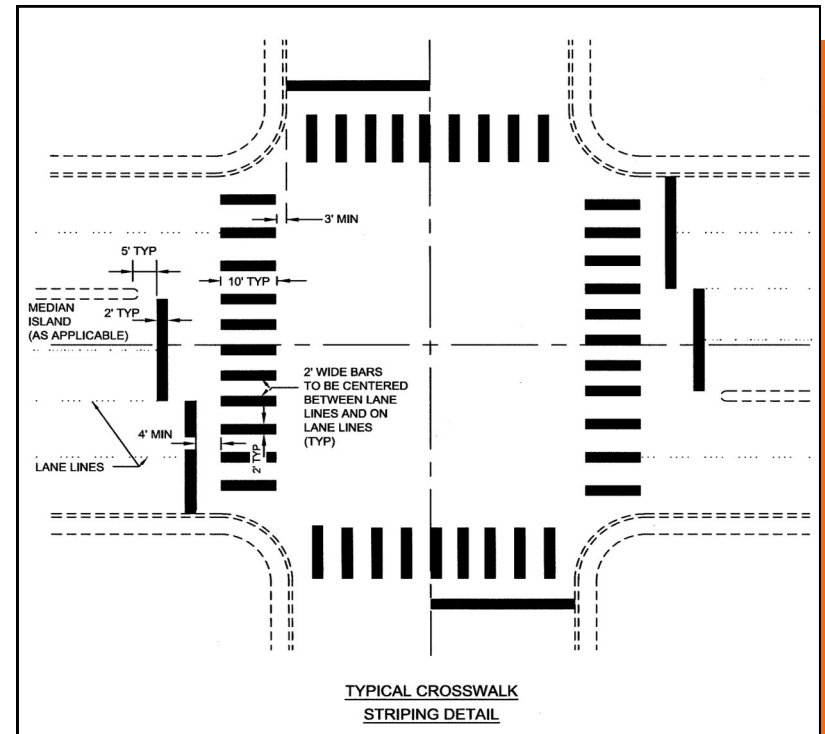 3' MIN
5' TYP
10' TYP
MEDIAN
ISLAND
(AS APPLICABLE)
2' TYP
2' WIDE BARS
TO BE CENTERED
BETWEEN LANE
LINES AND ON
LANE LINES
(TYP)
4' MIN
2' TYP
LANE LINES
TYPICAL CROSSWALK
STRIPING DETAIL